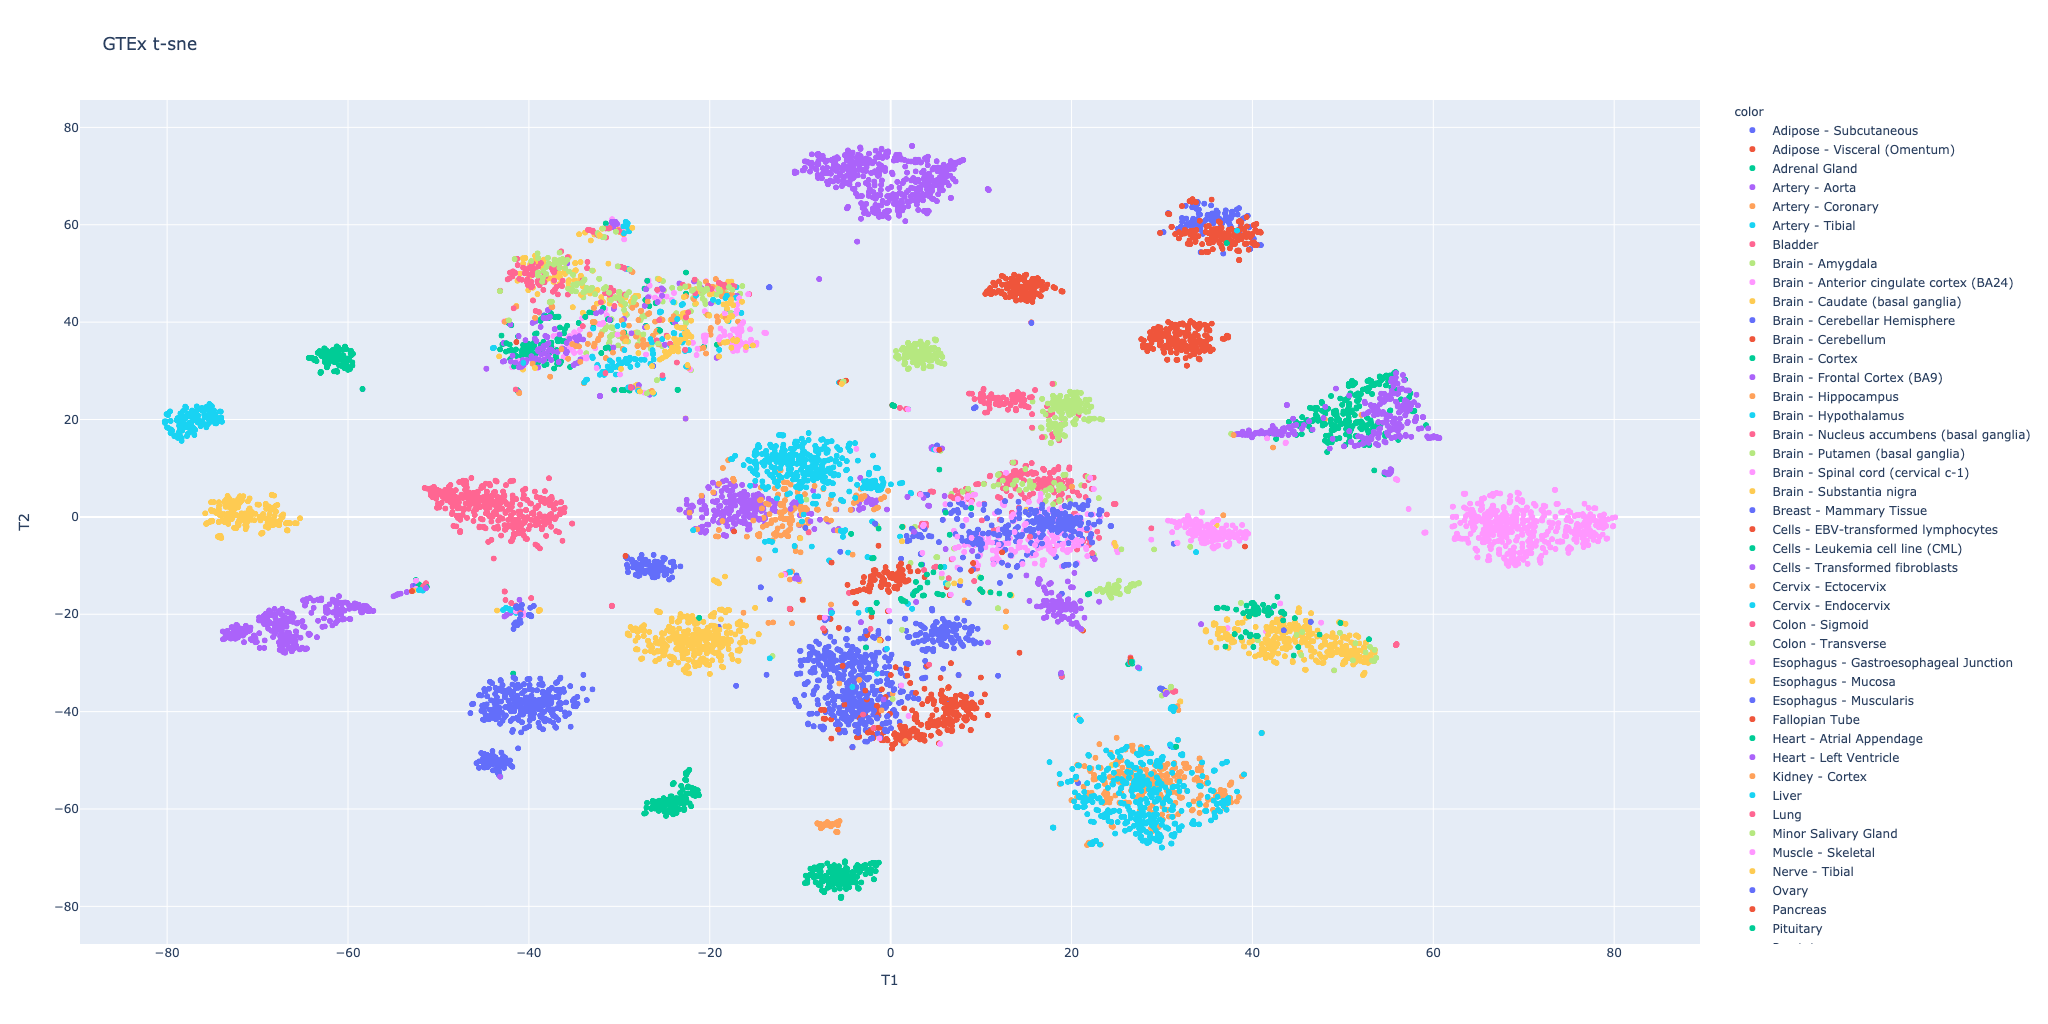 GTEx t-sne
T2
80
60
40
20
0
−20
−40
−60
−80
−80
−60
−40
−20
0
20
40
60
80
T1
color
Adipose - Subcutaneous
Adipose - Visceral (Omentum)
Adrenal Gland
Artery - Aorta
Artery - Coronary
Artery - Tibial
Bladder
Brain - Amygdala
Brain - Anterior cingulate cortex (BA24)
Brain - Caudate (basal ganglia)
Brain - Cerebellar Hemisphere
Brain - Cerebellum
Brain - Cortex
Brain - Frontal Cortex (BA9)
Brain - Hippocampus
Brain - Hypothalamus
Brain - Nucleus accumbens (basal ganglia)
Brain - Putamen (basal ganglia)
Brain - Spinal cord (cervical c-1)
Brain - Substantia nigra
Breast - Mammary Tissue
Cells - EBV-transformed lymphocytes
Cells - Leukemia cell line (CML)
Cells - Transformed fibroblasts
Cervix - Ectocervix
Cervix - Endocervix
Colon - Sigmoid
Colon - Transverse
Esophagus - Gastroesophageal Junction
Esophagus - Mucosa
Esophagus - Muscularis
Fallopian Tube
Heart - Atrial Appendage
Heart - Left Ventricle
Kidney - Cortex
Liver
Lung
Minor Salivary Gland
Muscle - Skeletal
Nerve - Tibial
Ovary
Pancreas
Pituitary